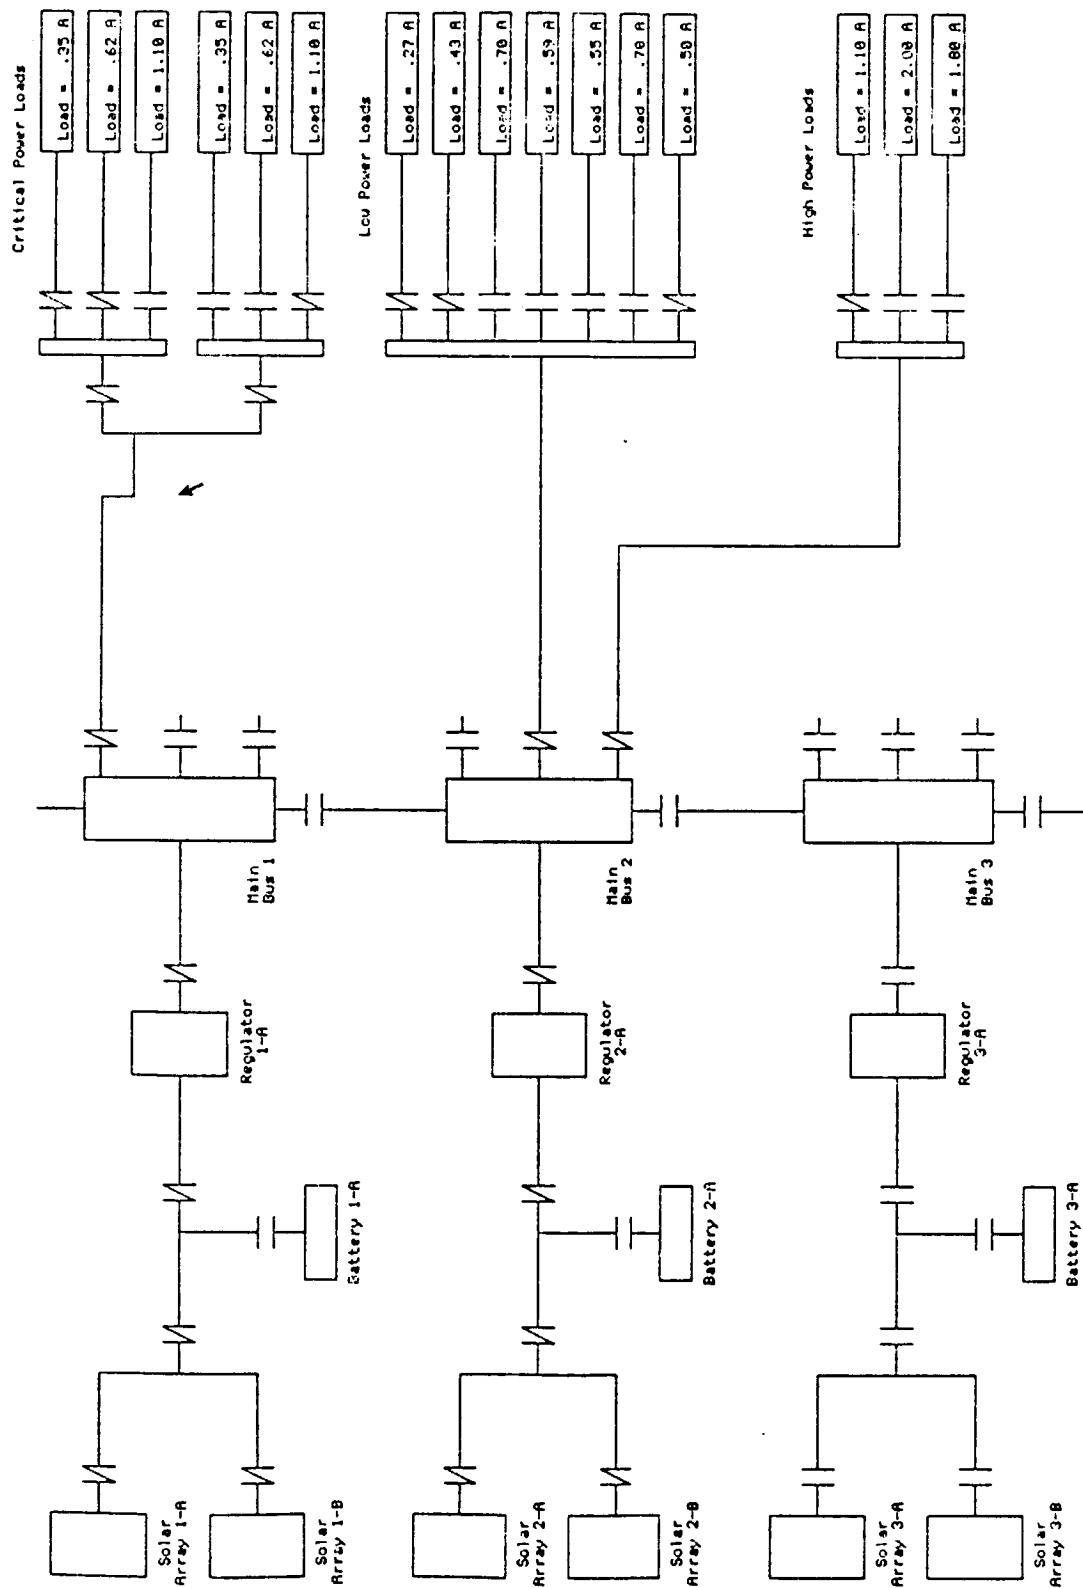 Critical Power Loads
Load = .35 A
Load = .62 A
Load = 1.10 A
Load = .35 A
Load = .62 A
Load = 1.10 A
Low Power Loads
Load = .27 A
Load = .43 A
Load = .70 A
Load = .59 A
Load = .55 A
Load = .70 A
Load = .50 A
High Power Loads
Load = 1.10 A
Load = 2.00 A
Load = 1.80 A
Main
Bus 1
Main
Bus 2
Main
Bus 3
Regulator
1-A
Regulator
2-A
Regulator
3-A
Battery 1-A
Battery 2-A
Battery 3-A
Solar
Array 1-A
Solar
Array 1-B
Solar
Array 2-A
Solar
Array 2-B
Solar
Array 3-A
Solar
Array 3-B